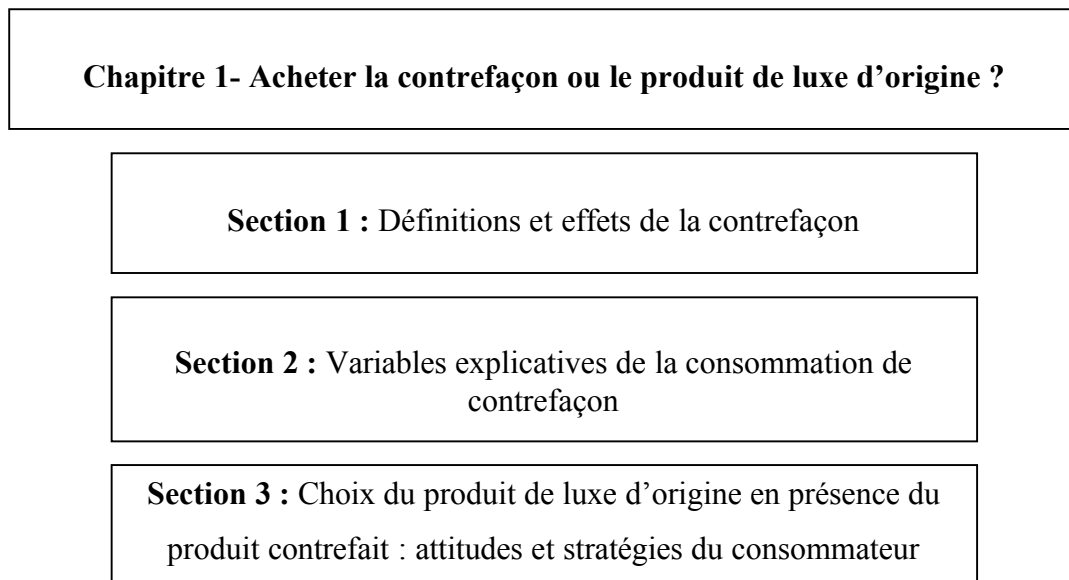 Chapitre 1- Acheter la contrefaçon ou le produit de luxe d'origine ?
Section 1 : Définitions et effets de la contrefaçon
Section 2 : Variables explicatives de la consommation de
contrefaçon
Section 3 : Choix du produit de luxe d'origine en présence du
produit contrefait : attitudes et stratégies du consommateur